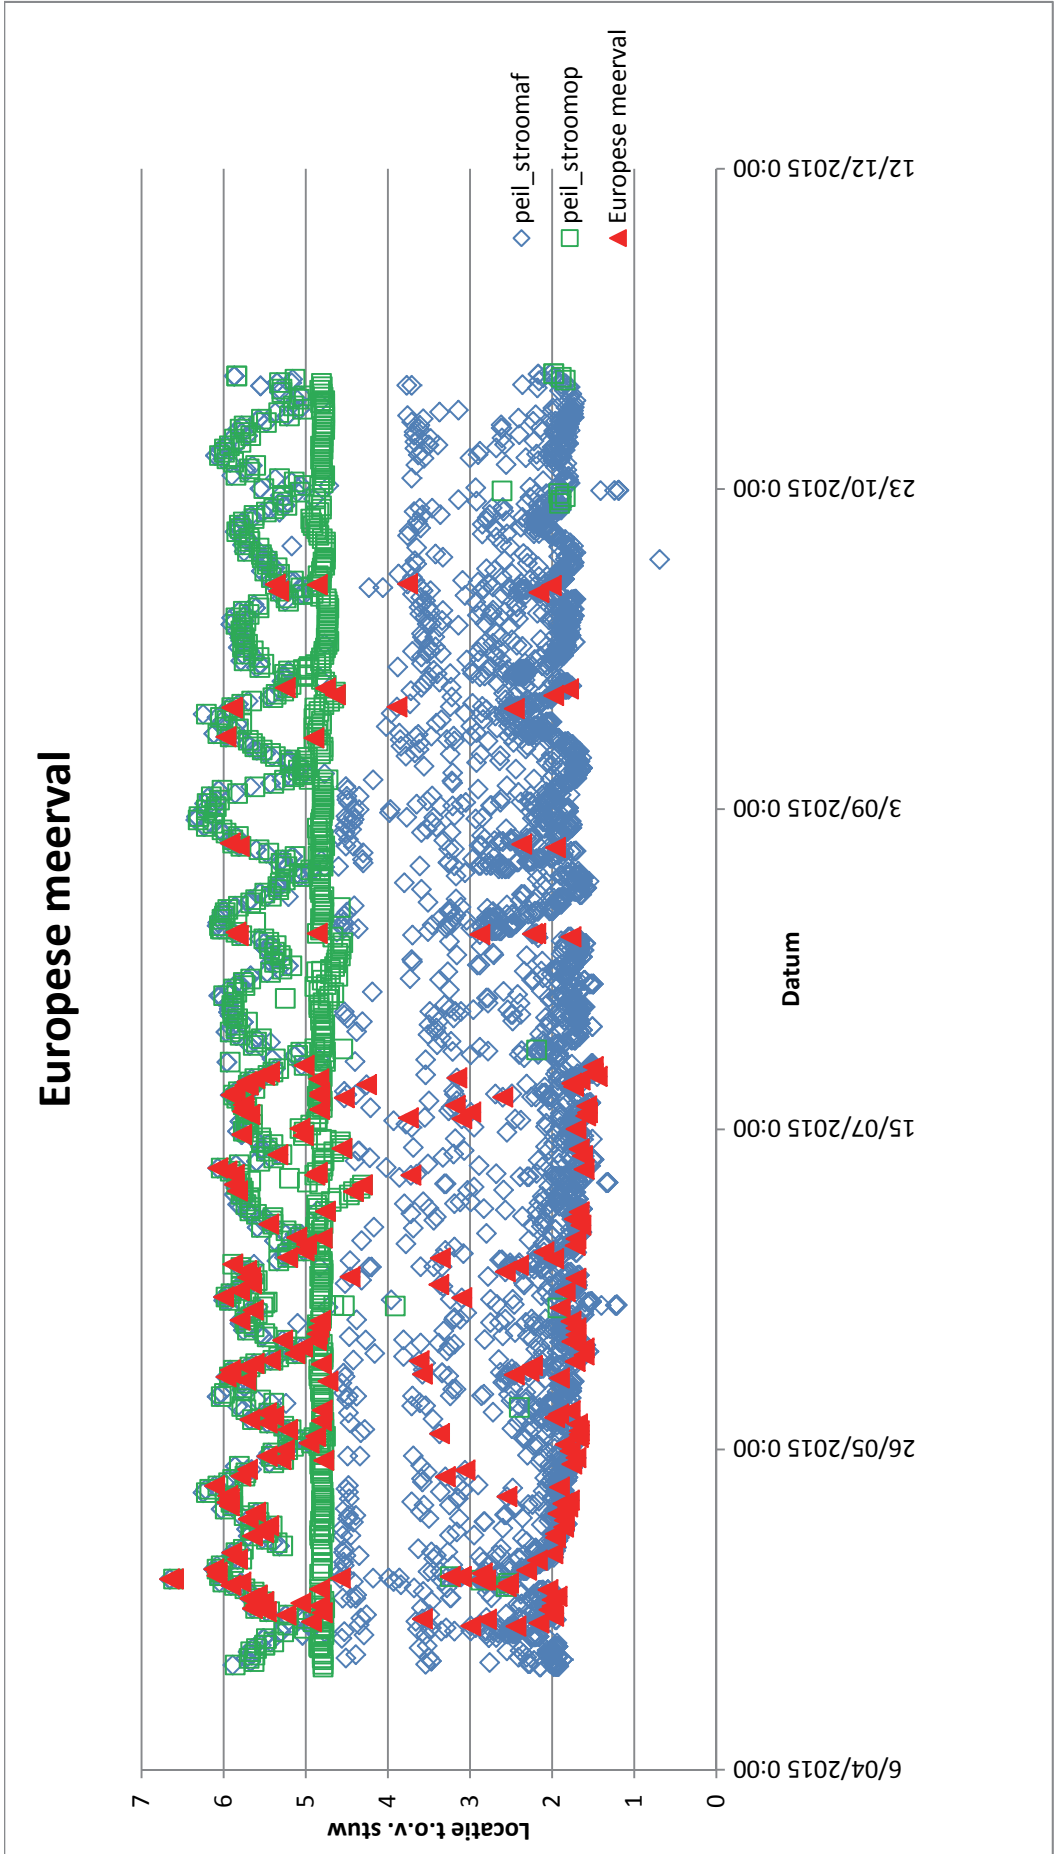 Europese meerval
Locatie t.o.v. stuw
7
6
5
4
3
2
1
0
6/04/2015 0:00
26/05/2015 0:00
15/07/2015 0:00
3/09/2015 0:00
23/10/2015 0:00
12/12/2015 0:00
Datum
peil_stroomaf
peil_stroomop
Europese meerval